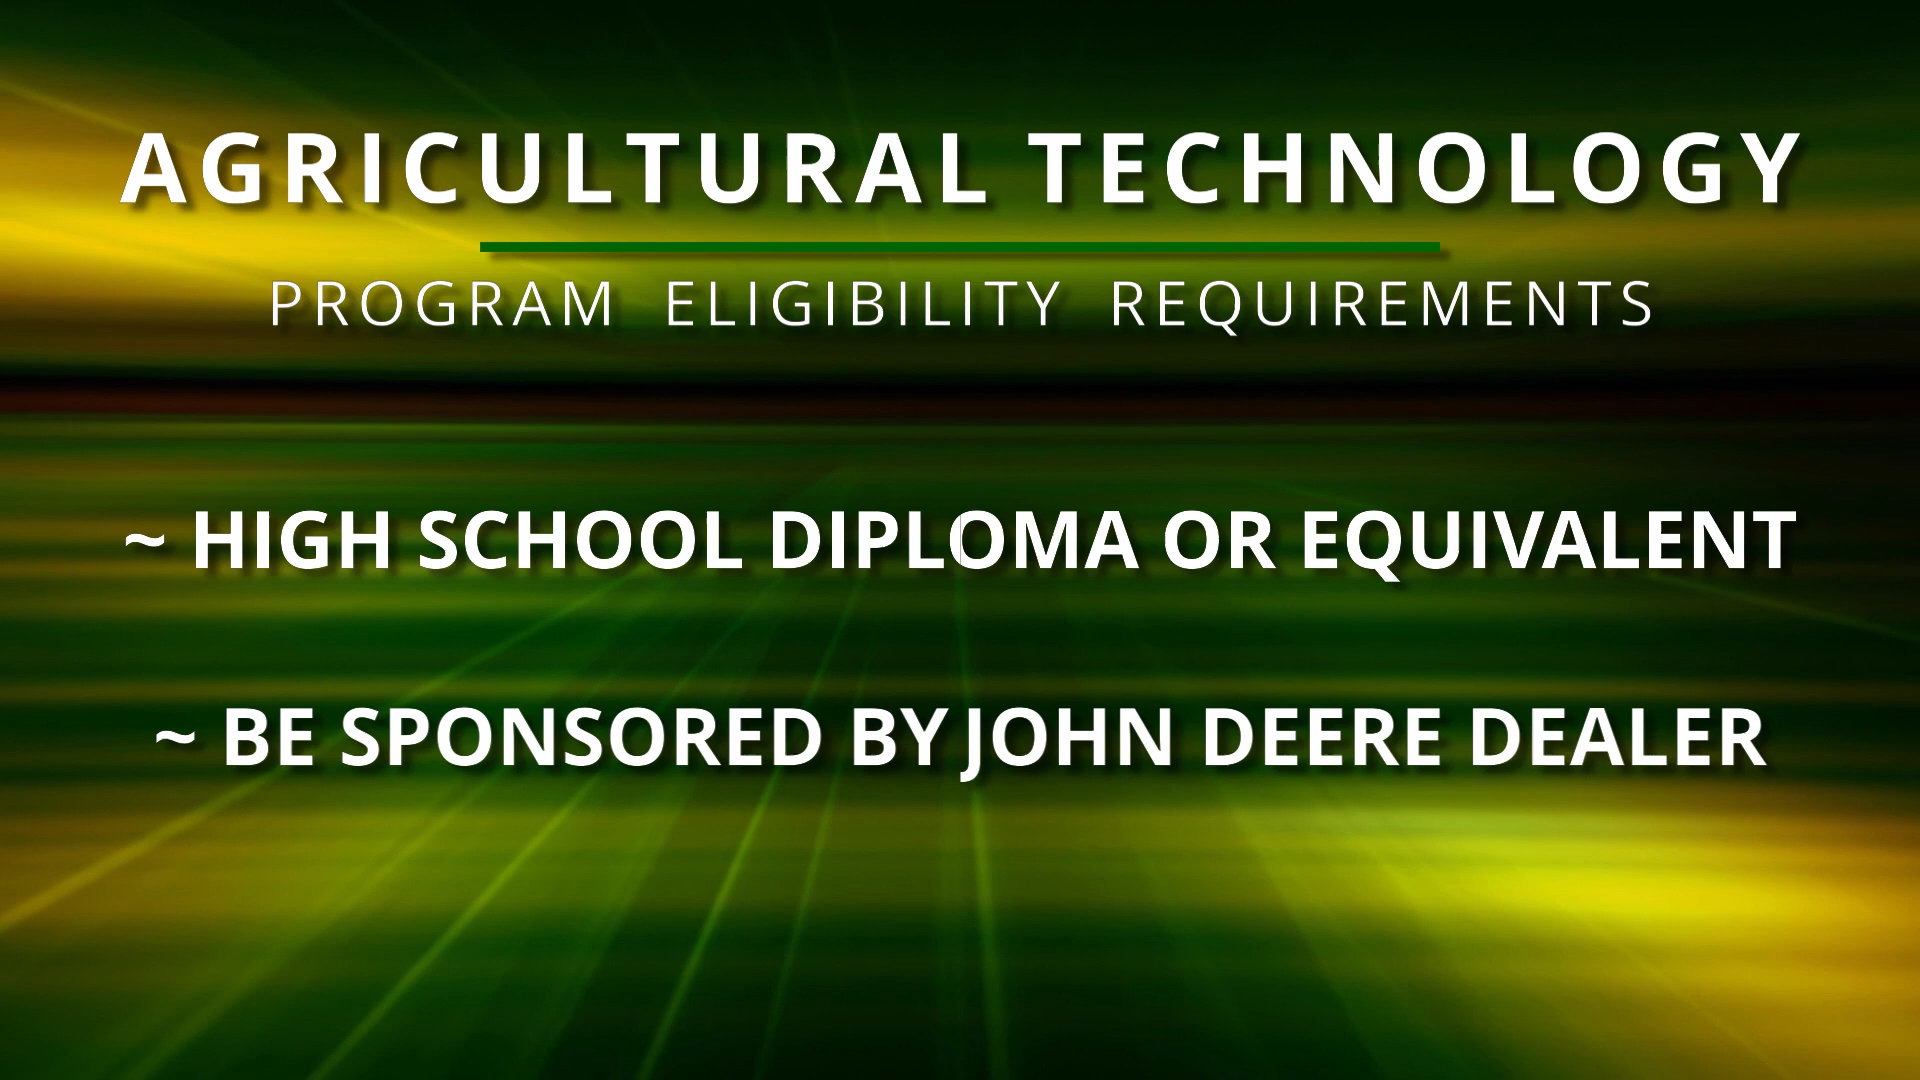 AGRICULTURAL TECHNOLOGY
PROGRAM ELIGIBILITY REQUIREMENTS
~ HIGH SCHOOL DIPLOMA OR EQUIVALENT
~ BE SPONSORED BY JOHN DEERE DEALER